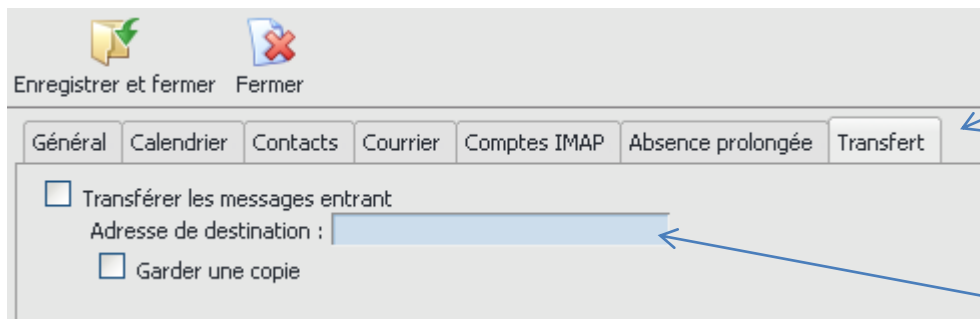 Enregistrer et fermer Fermer
Général Calendrier Contacts Courrier Comptes IMAP Absence prolongée Transfert
Transférer les messages entrant
Adresse de destination :
Garder une copie